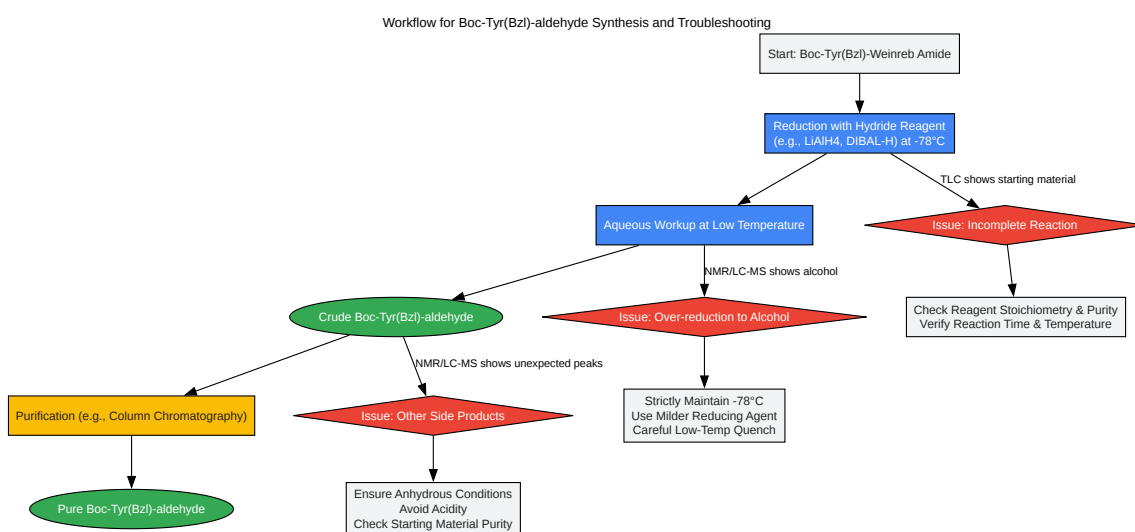 Workflow for Boc-Tyr(Bzl)-aldehyde Synthesis and Troubleshooting
Start: Boc-Tyr(Bzl)-Weinreb Amide
Reduction with Hydride Reagent
(e.g., LiAlH4, DIBAL-H) at -78°C
TLC shows starting material
Aqueous Workup at Low Temperature
Issue: Incomplete Reaction
NMR/LC-MS shows alcohol
Crude Boc-Tyr(Bzl)-aldehyde
Issue: Over-reduction to Alcohol
Check Reagent Stoichiometry & Purity
Verify Reaction Time & Temperature
NMR/LC-MS shows unexpected peaks
Purification (e.g., Column Chromatography)
Issue: Other Side Products
Strictly Maintain -78°C
Use Milder Reducing Agent
Careful Low-Temp Quench
Pure Boc-Tyr(Bzl)-aldehyde
Ensure Anhydrous Conditions
Avoid Acidity
Check Starting Material Purity